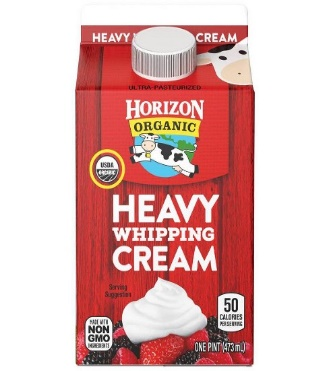 HEAVY
CREAM
ULTRA-PASTEURIZED
HORIZON
ORGANIC
USDA
ORGANIC
HEAVY
WHIPPING
CREAM
Serving
Suggestion
50
CALORIES
PER SERVING
MADE WITH
NON
GMO
INGREDIENTS
ONE PINT (473 mL)